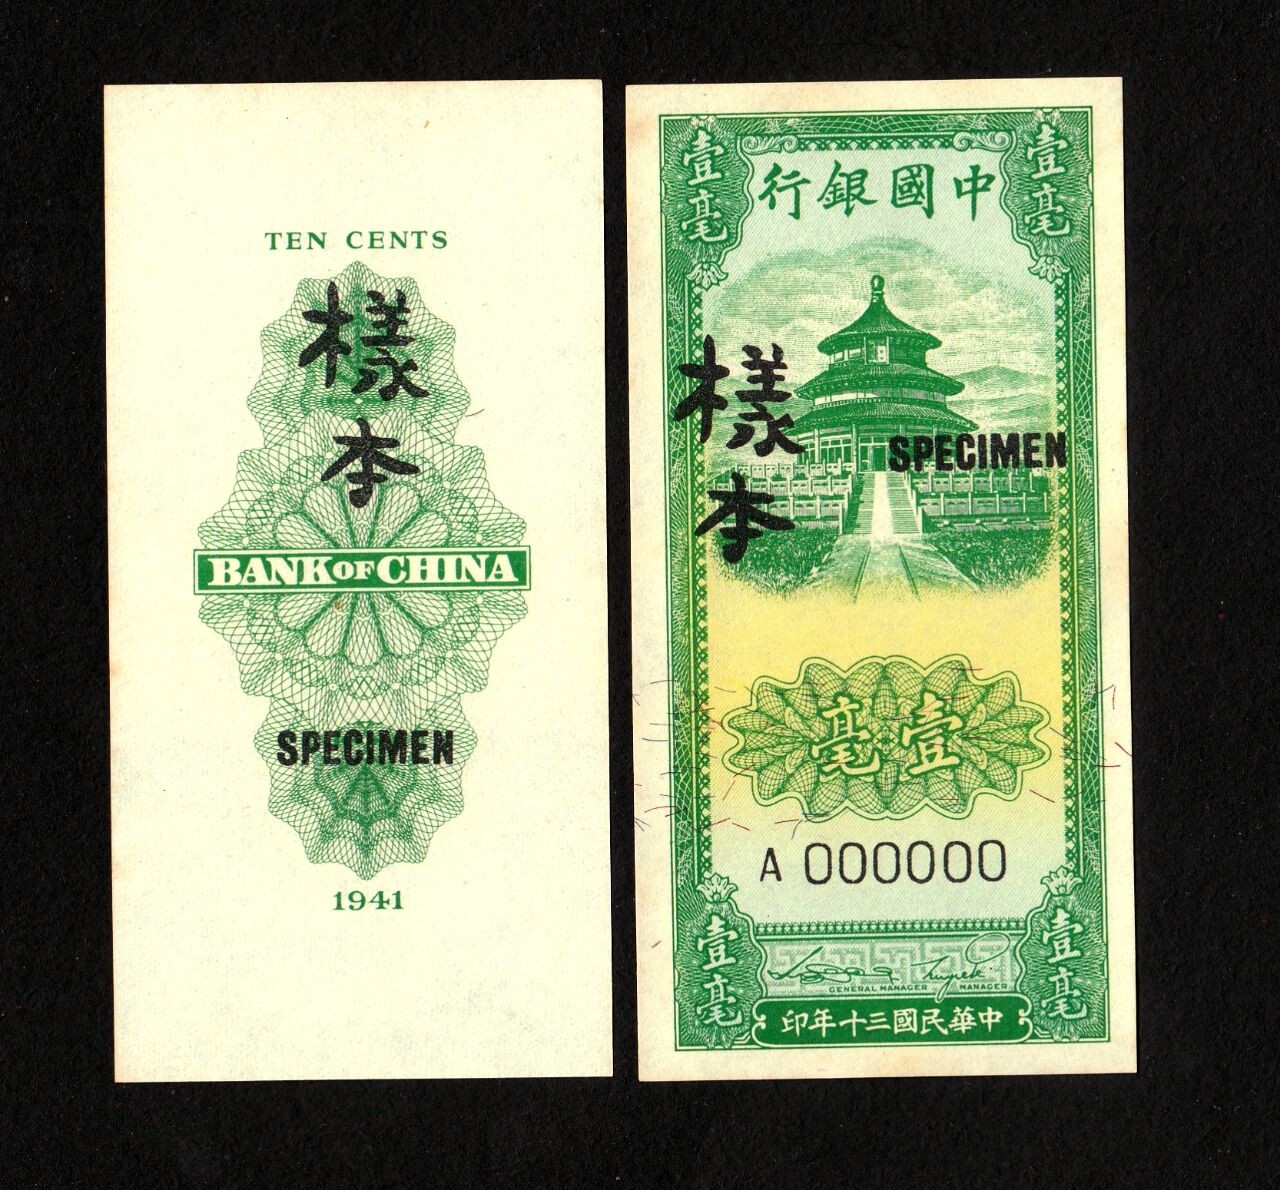 TEN CENTS
樣本
BANK OF CHINA
SPECIMEN
1941
壹毫
壹毫
中國銀行
樣本
SPECIMEN
壹毫
A 000000
壹毫
壹毫
GENERAL MANAGER
MANAGER
中華民國三十年印